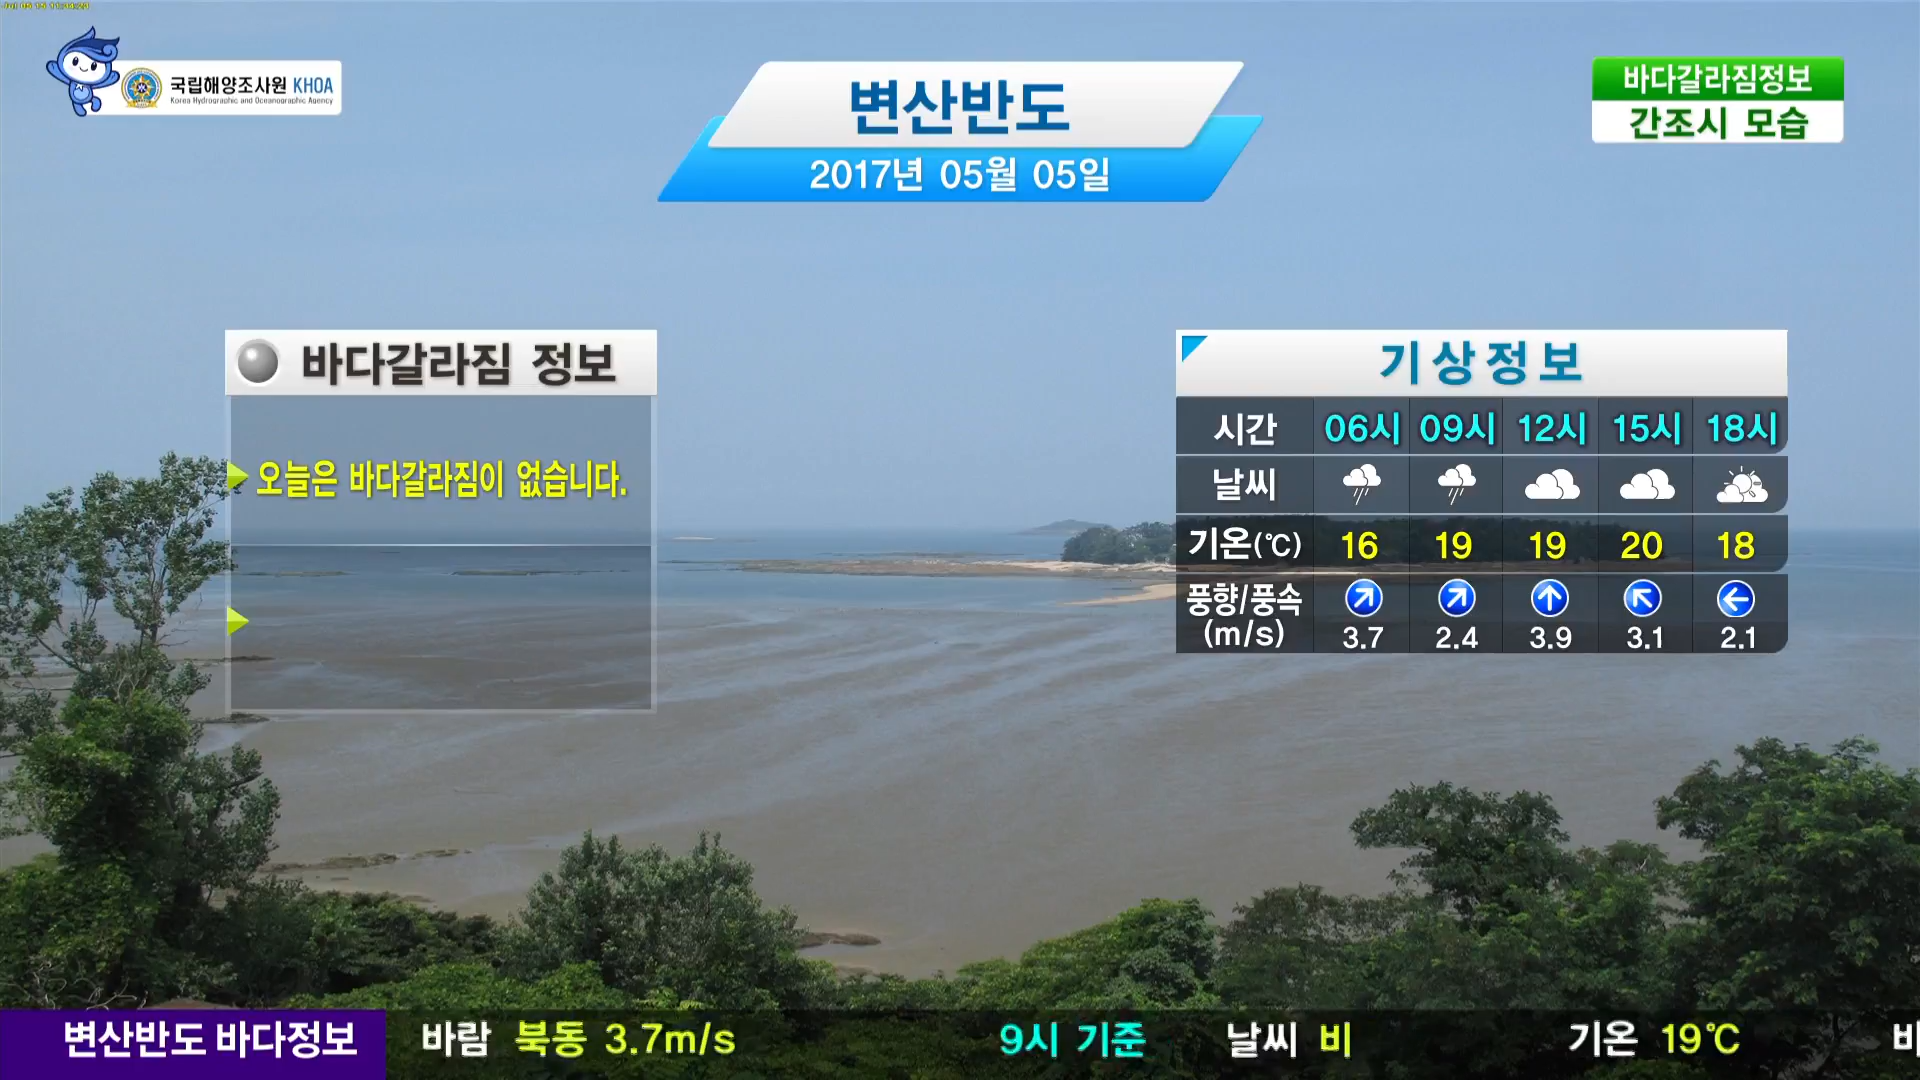 국립해양조사원 KHOA
Korea Hydrographic and Oceanographic Agency
변산반도
2017년 05월 05일
바다갈라짐정보
간조시 모습
바다갈라짐 정보
오늘은 바다갈라짐이 없습니다.
기상정보
시간 06시 09시 12시 15시 18시
날씨
기온(℃) 16 19 19 20 18
풍향/풍속
(m/s) 3.7 2.4 3.9 3.1 2.1
변산반도 바다정보 바람 북동 3.7m/s 9시 기준 날씨 비 기온 19℃